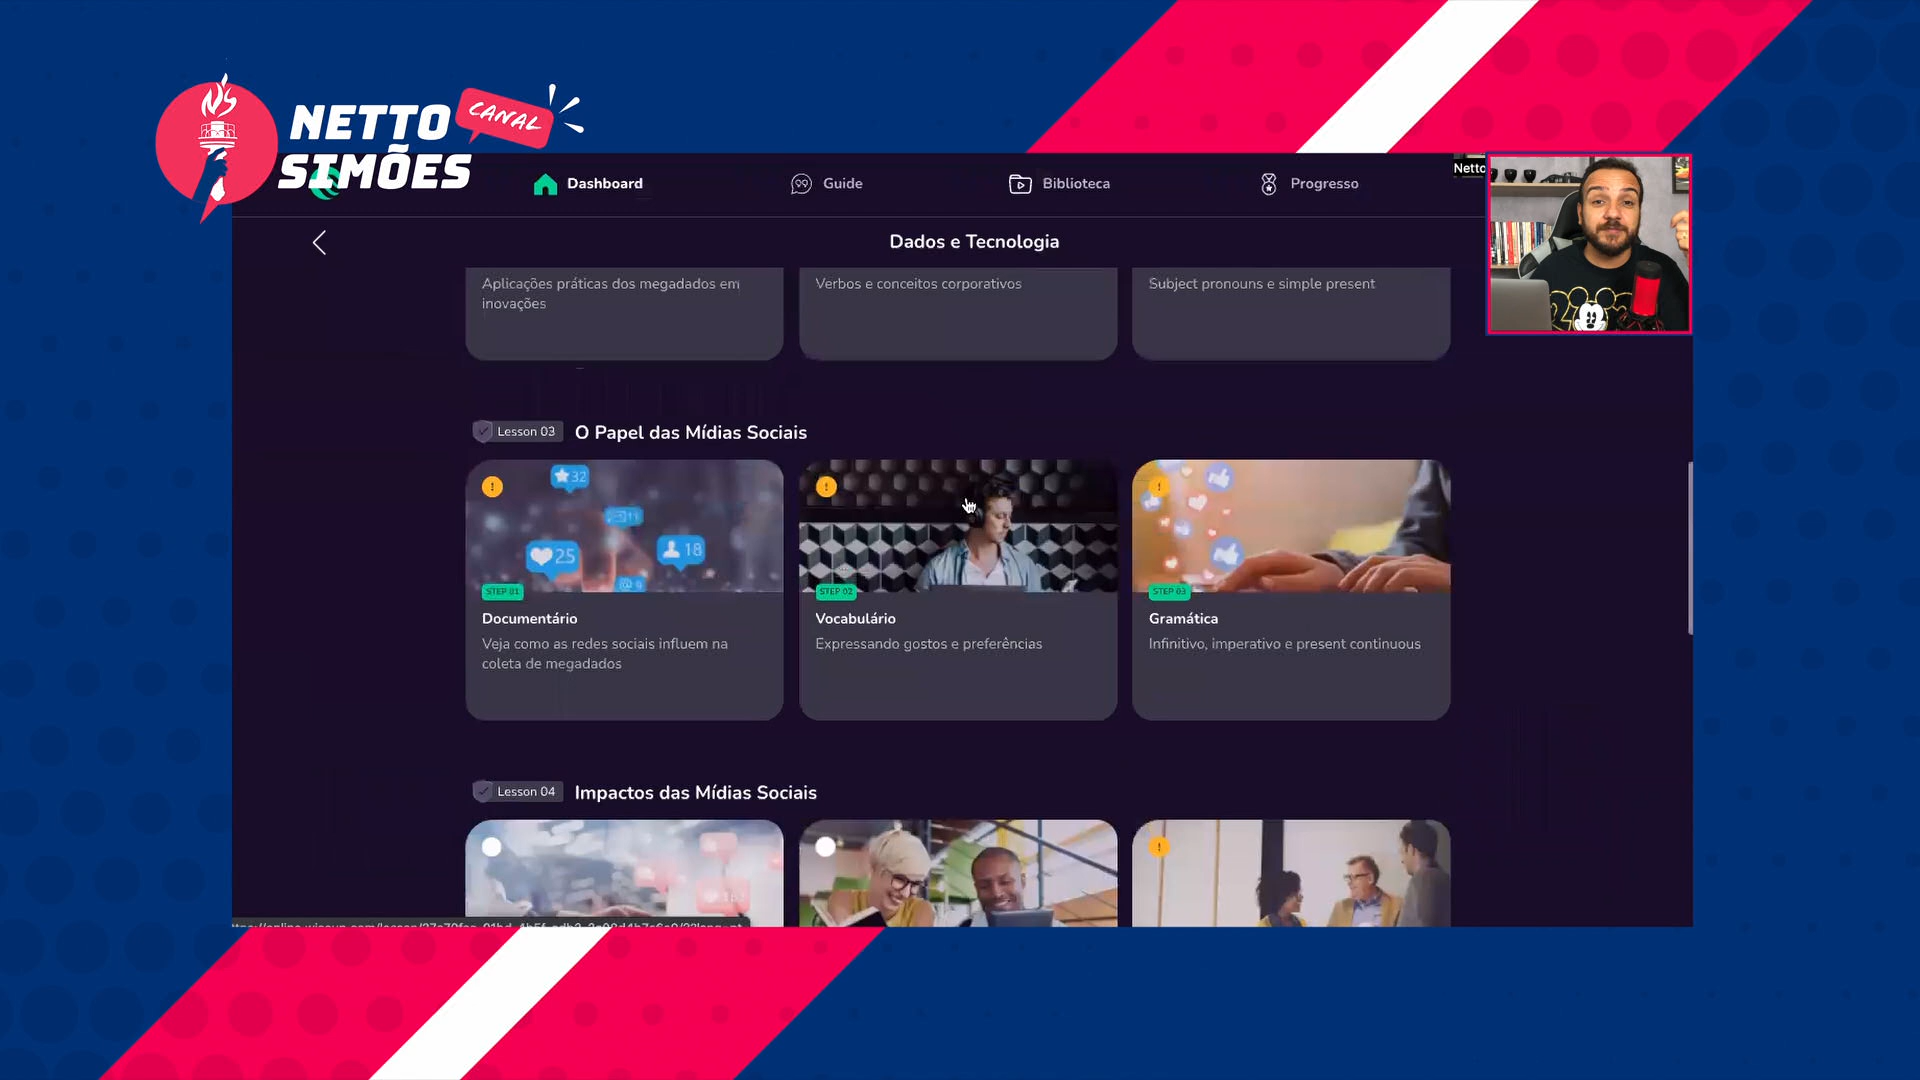 NETTO
CANAL
SIMÕES
Dashboard
Guide
Biblioteca
Progresso
Netto
Dados e Tecnologia
Aplicações práticas dos megadados em
inovações
Verbos e conceitos corporativos
Subject pronouns e simple present
Lesson 03
O Papel das Mídias Sociais
32
11
25
18
9
STEP 01
STEP 02
STEP 03
Documentário
Veja como as redes sociais influem na
coleta de megadados
Vocabulário
Expressando gostos e preferências
Gramática
Infinitivo, imperativo e present continuous
Lesson 04
Impactos das Mídias Sociais